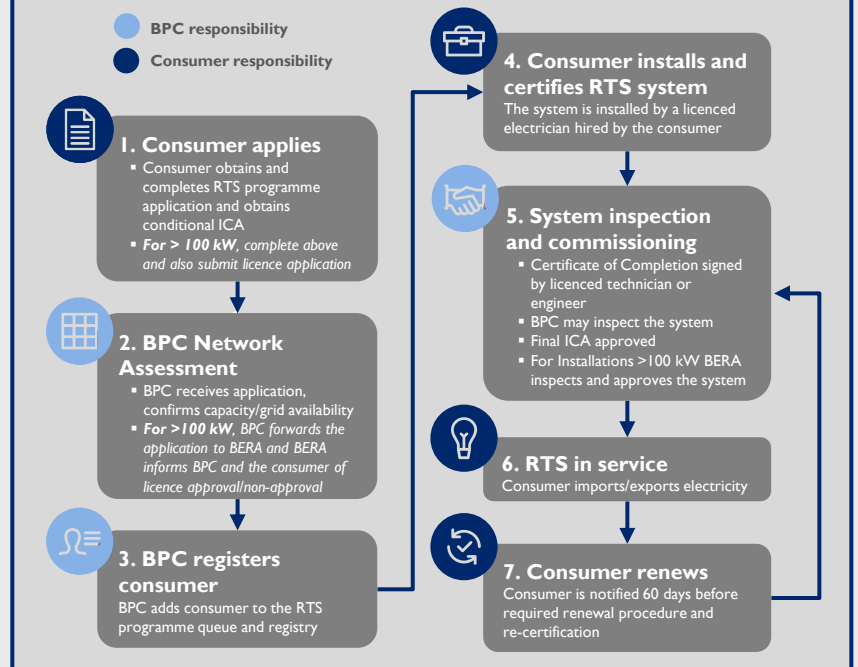 BPC responsibility
Consumer responsibility
1. Consumer applies
▪ Consumer obtains and
completes RTS programme
application and obtains
conditional ICA
▪ For > 100 kW, complete above
and also submit licence application
2. BPC Network
Assessment
▪ BPC receives application,
confirms capacity/grid availability
▪ For >100 kW, BPC forwards the
application to BERA and BERA
informs BPC and the consumer of
licence approval/non-approval
3. BPC registers
consumer
BPC adds consumer to the RTS
programme queue and registry
4. Consumer installs and
certifies RTS system
The system is installed by a licenced
electrician hired by the consumer
5. System inspection
and commissioning
▪ Certificate of Completion signed
by licenced technician or
engineer
▪ BPC may inspect the system
▪ Final ICA approved
▪ For Installations >100 kW BERA
inspects and approves the system
6. RTS in service
Consumer imports/exports electricity
7. Consumer renews
Consumer is notified 60 days before
required renewal procedure and
re-certification